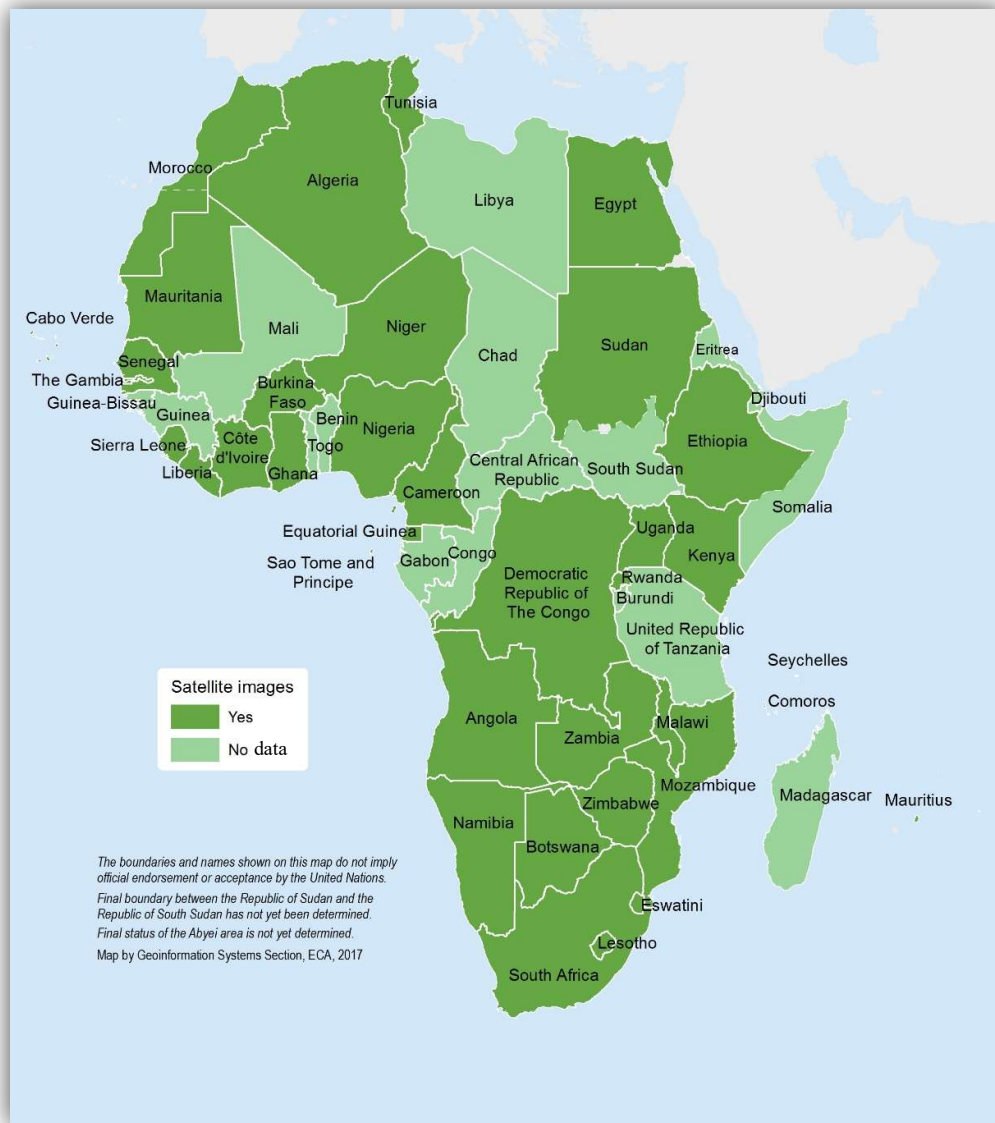 Tunisia
Morocco
Algeria
Libya
Egypt
Mauritania
Cabo Verde
Mali
Niger
Chad
Sudan
Eritrea
Senegal
The Gambia
Guinea-Bissau
Guinea
Burkina
Faso
Benin
Nigeria
Djibouti
Sierra Leone
Côte
d'Ivoire
Togo
Ghana
Liberia
Ethiopia
Central African
Republic
South Sudan
Cameroon
Somalia
Equatorial Guinea
Uganda
Kenya
Sao Tome and
Principe
Gabon
Congo
Democratic
Republic of
The Congo
Rwanda
Burundi
United Republic
of Tanzania
Seychelles
Comoros
Satellite images
Yes
No data
Angola
Zambia
Malawi
Mozambique
Madagascar
Mauritius
Namibia
Zimbabwe
Botswana
Eswatini
Lesotho
South Africa
The boundaries and names shown on this map do not imply
official endorsement or acceptance by the United Nations.
Final boundary between the Republic of Sudan and the
Republic of South Sudan has not yet been determined.
Final status of the Abyei area is not yet determined.
Map by Geoinformation Systems Section, ECA, 2017